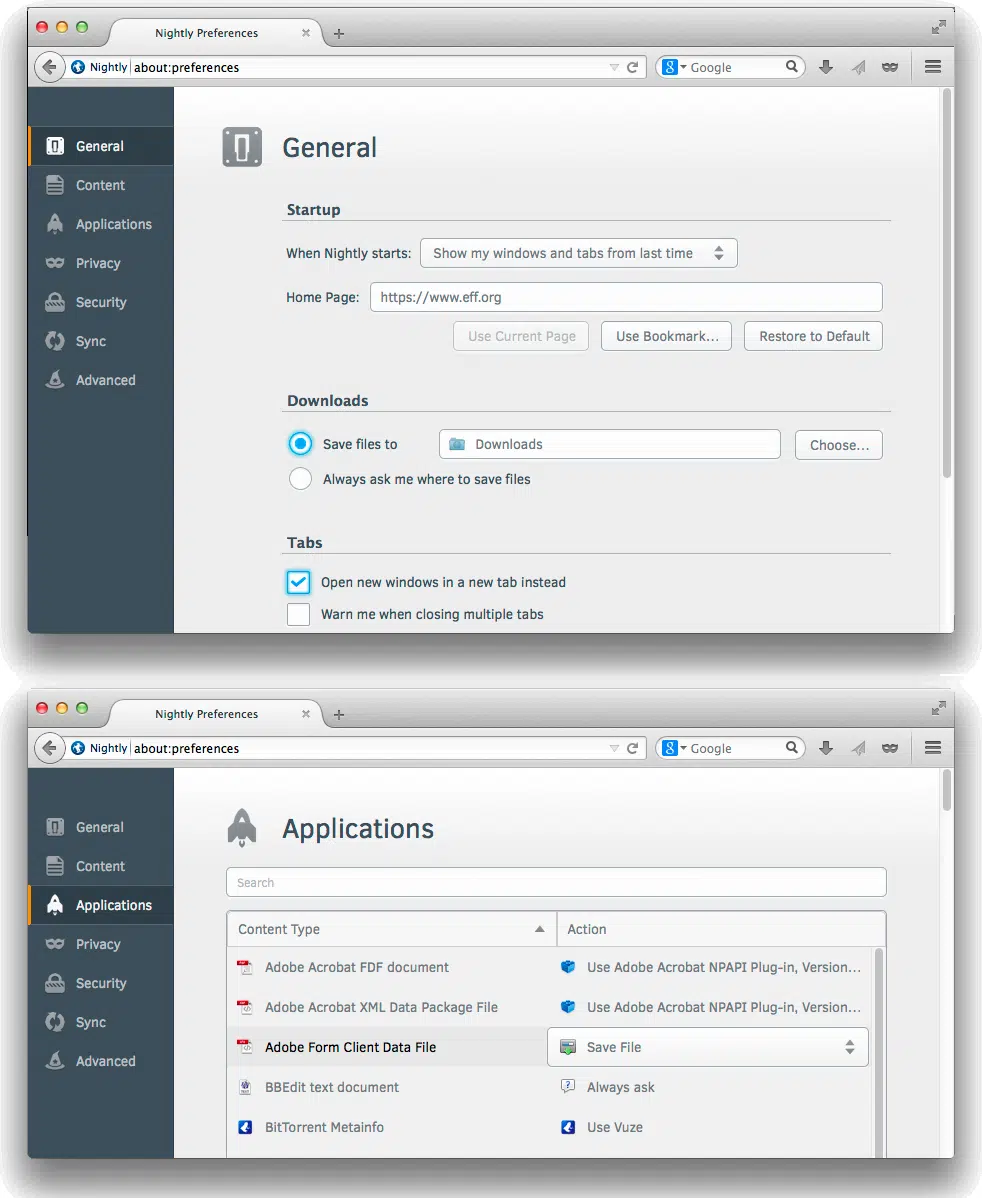 Nightly Preferences
Nightly about:preferences Google
General
Content
Applications
Privacy
Security
Sync
Advanced
General
Startup
When Nightly starts: Show my windows and tabs from last time
Home Page: https://www.eff.org
Use Current Page Use Bookmark... Restore to Default
Downloads
Save files to Downloads Choose...
Always ask me where to save files
Tabs
Open new windows in a new tab instead
Warn me when closing multiple tabs
Nightly Preferences
Nightly about:preferences Google
General
Content
Applications
Privacy
Security
Sync
Advanced
Applications
Search
Content Type Action
Adobe Acrobat FDF document Use Adobe Acrobat NPAPI Plug-in, Version...
Adobe Acrobat XML Data Package File Use Adobe Acrobat NPAPI Plug-in, Version...
Adobe Form Client Data File Save File
BBEdit text document Always ask
BitTorrent Metainfo Use Vuze